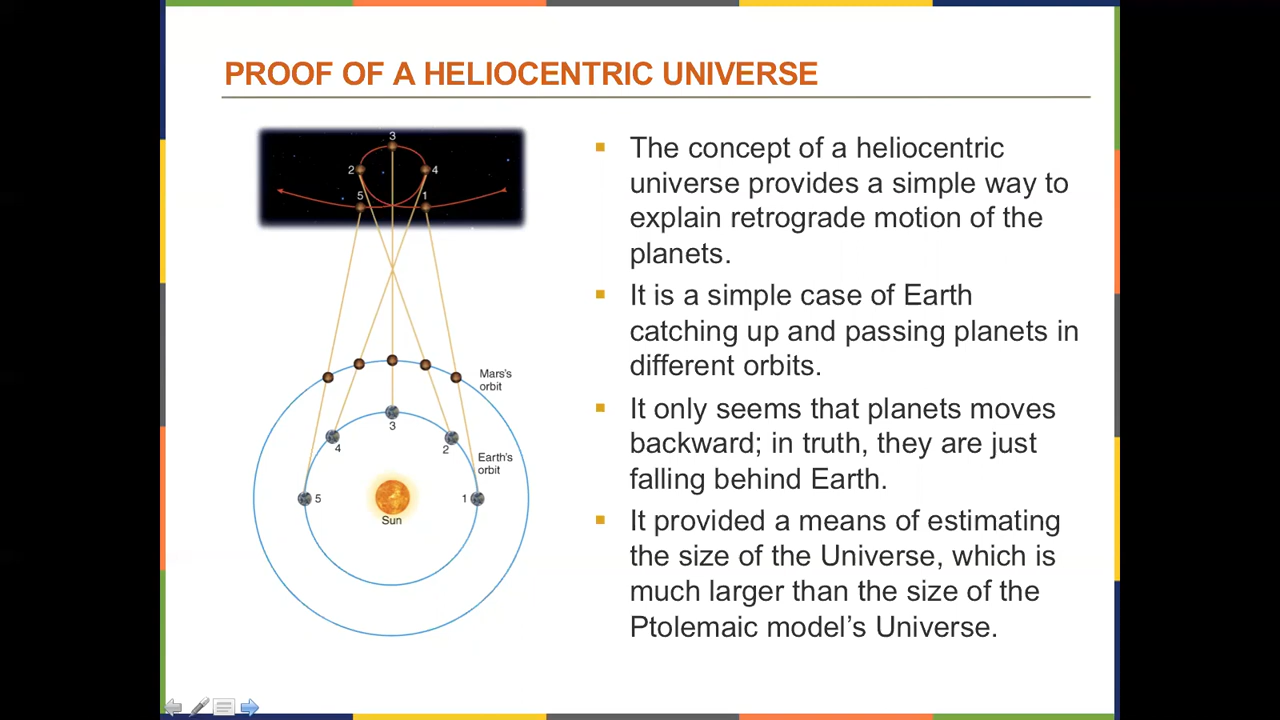 PROOF OF A HELIOCENTRIC UNIVERSE
3
2
4
5
1
Mars's
orbit
3
4
2
Earth's
orbit
5
1
Sun
The concept of a heliocentric
universe provides a simple way to
explain retrograde motion of the
planets.
It is a simple case of Earth
catching up and passing planets in
different orbits.
It only seems that planets moves
backward; in truth, they are just
falling behind Earth.
It provided a means of estimating
the size of the Universe, which is
much larger than the size of the
Ptolemaic model’s Universe.